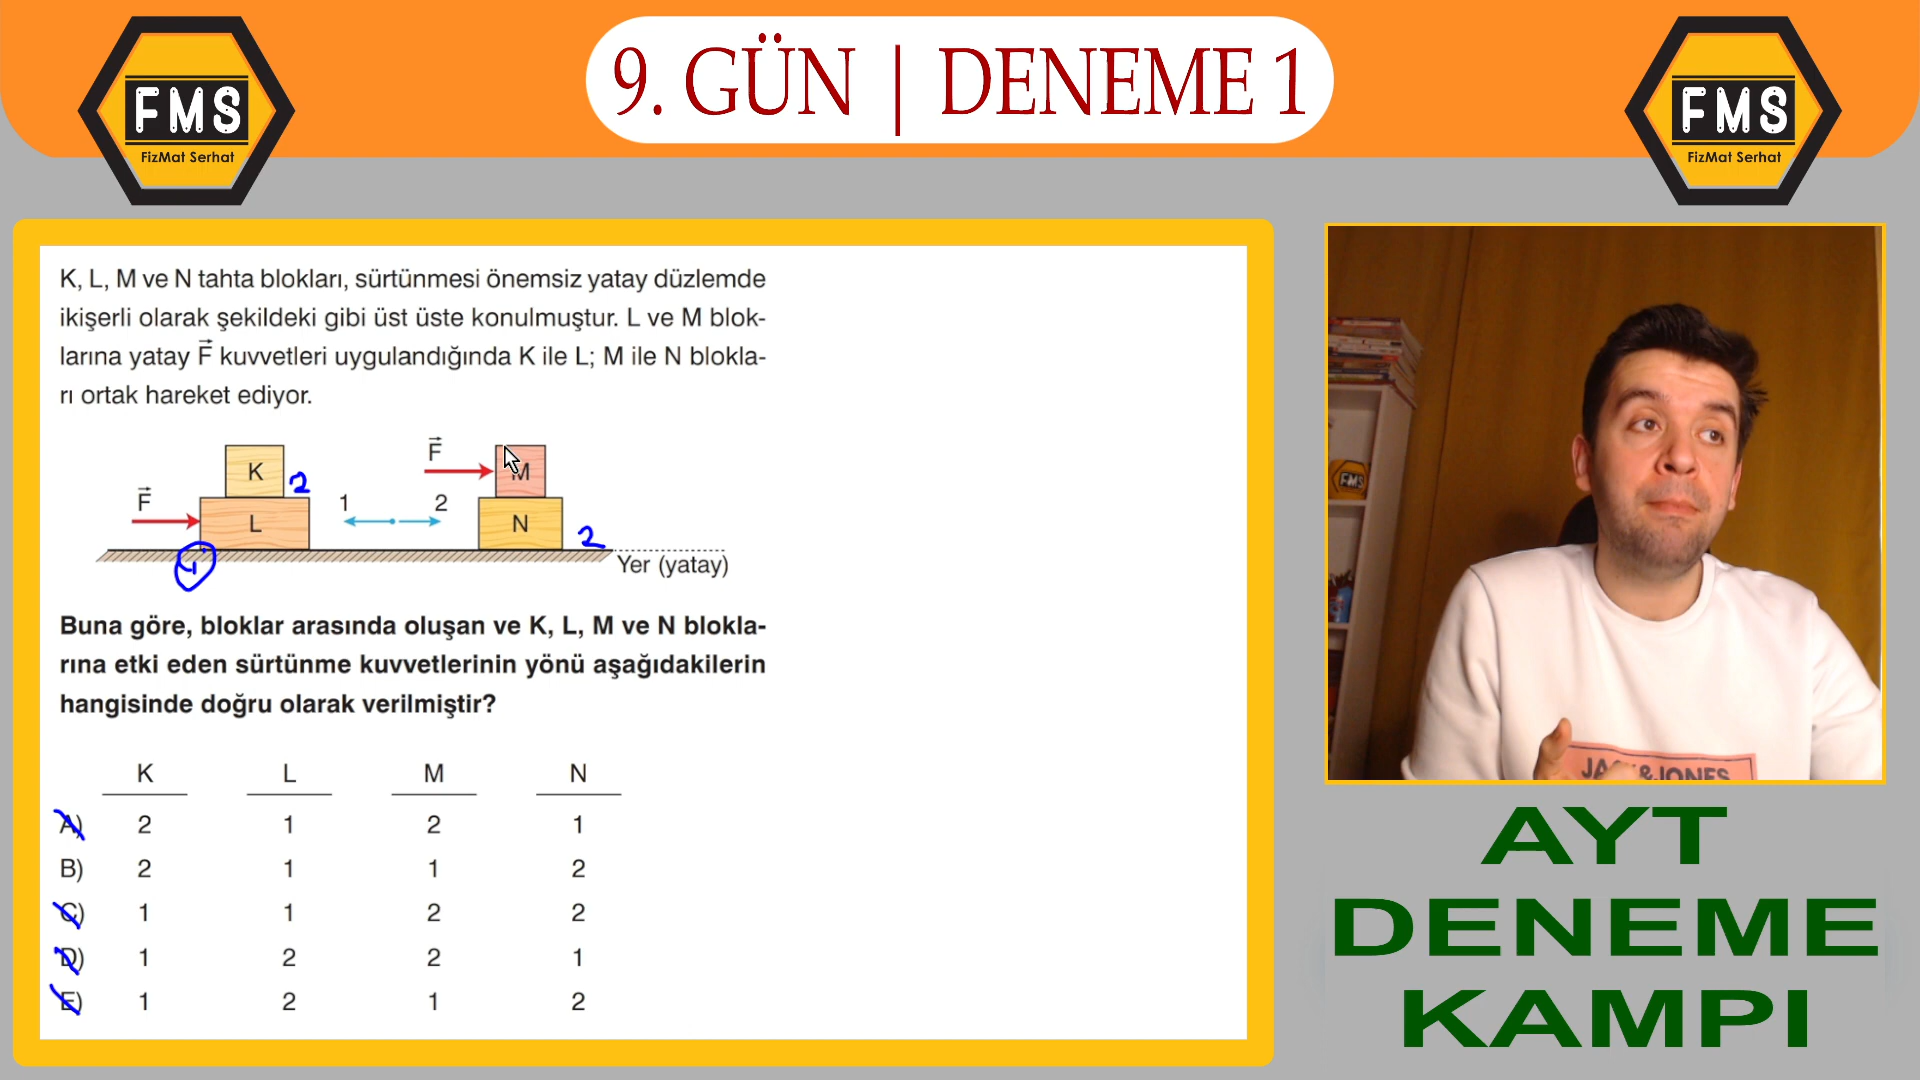 9. GÜN | DENEME 1
FMS
FizMat Serhat
FMS
FizMat Serhat
K, L, M ve N tahta blokları, sürtünmesi önemsiz yatay düzlemde
ikişerli olarak şekildeki gibi üst üste konulmuştur. L ve M blok-
larına yatay F⃗ kuvvetleri uygulandığında K ile L; M ile N blokla-
rı ortak hareket ediyor.
F⃗ M
K 2
F⃗ 1 2
L N 2
1
Yer (yatay)
Buna göre, bloklar arasında oluşan ve K, L, M ve N blokla-
rına etki eden sürtünme kuvvetlerinin yönü aşağıdakilerin
hangisinde doğru olarak verilmiştir?
K L M N
A) 2 1 2 1
B) 2 1 1 2
C) 1 1 2 2
D) 1 2 2 1
E) 1 2 1 2
FMS
JACK & JONES
AYT
DENEME
KAMPI